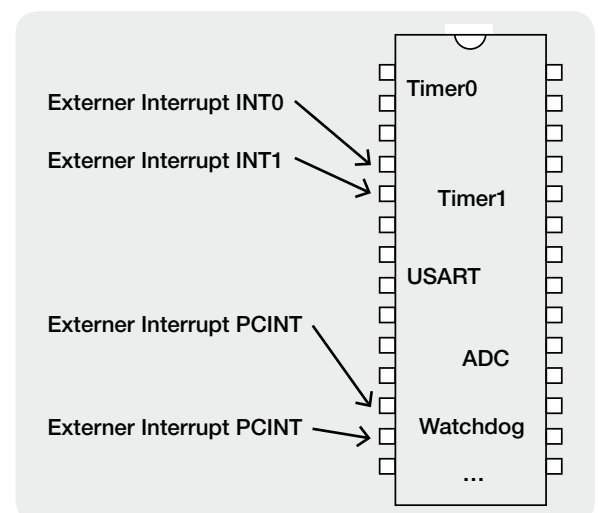 Externer Interrupt INT0
Externer Interrupt INT1
Externer Interrupt PCINT
Externer Interrupt PCINT
Timer0
Timer1
USART
ADC
Watchdog
...